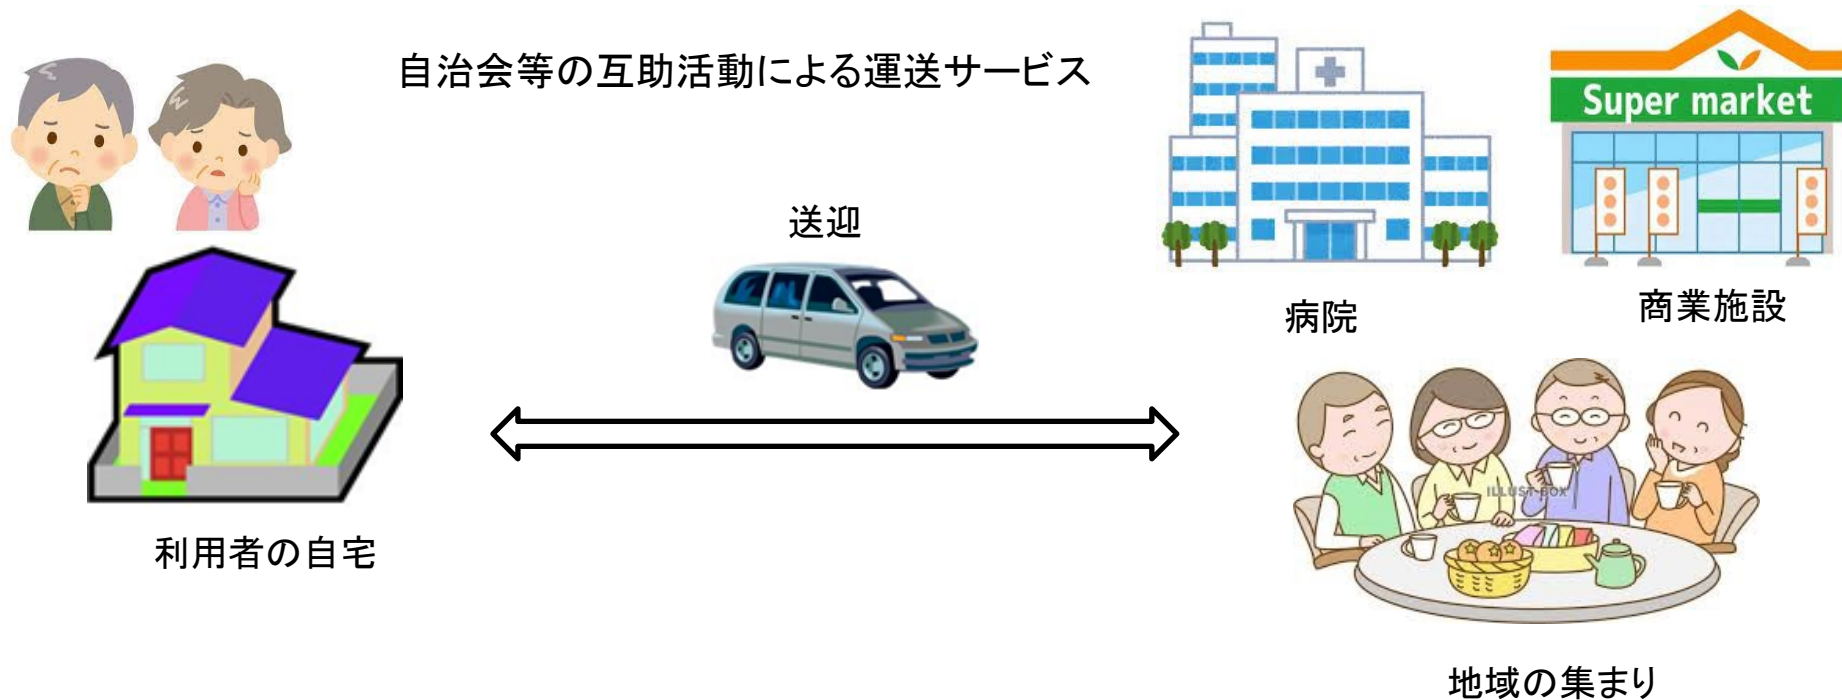 自治会等の互助活動による運送サービス
Super market
送迎
病院
商業施設
ILLUST BOX
利用者の自宅
地域の集まり